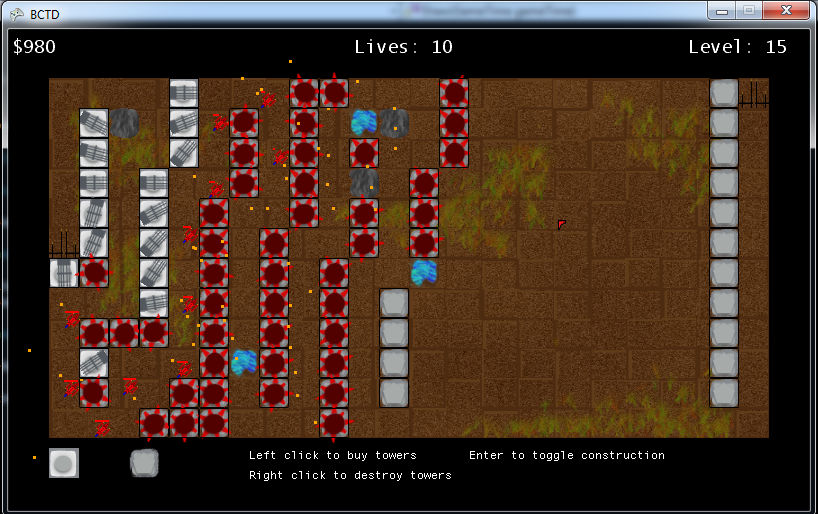 BCTD
$980 Lives: 10 Level: 15
Left click to buy towers Enter to toggle construction
Right click to destroy towers